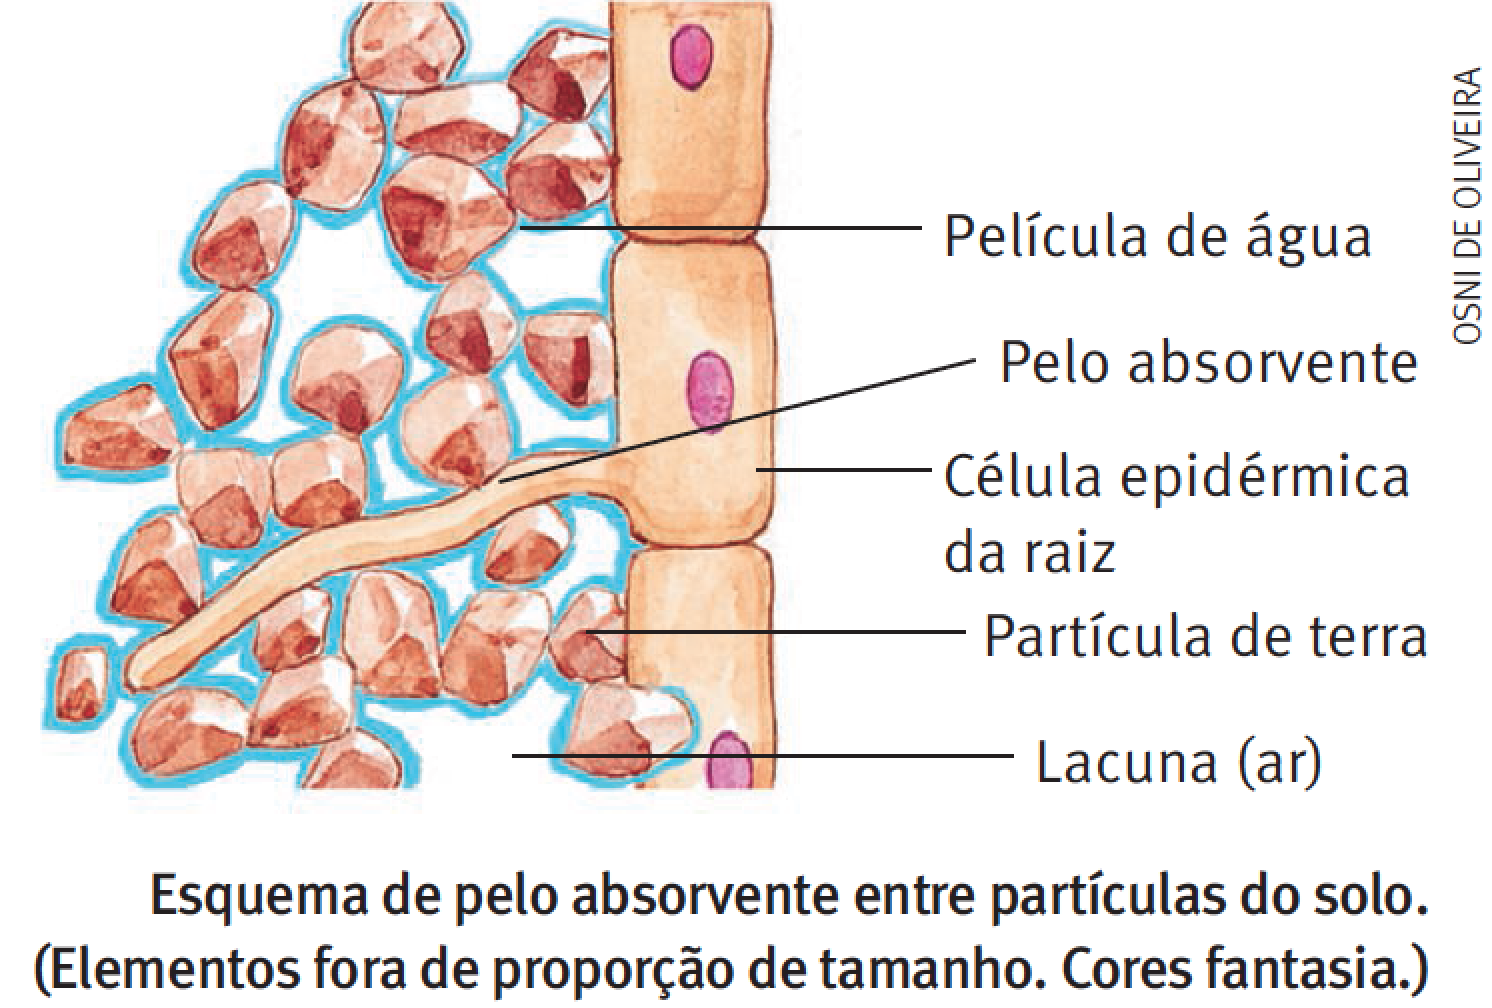 OSNI DE OLIVEIRA
Película de água
Pelo absorvente
Célula epidérmica
da raiz
Partícula de terra
Lacuna (ar)
Esquema de pelo absorvente entre partículas do solo.
(Elementos fora de proporção de tamanho. Cores fantasia.)